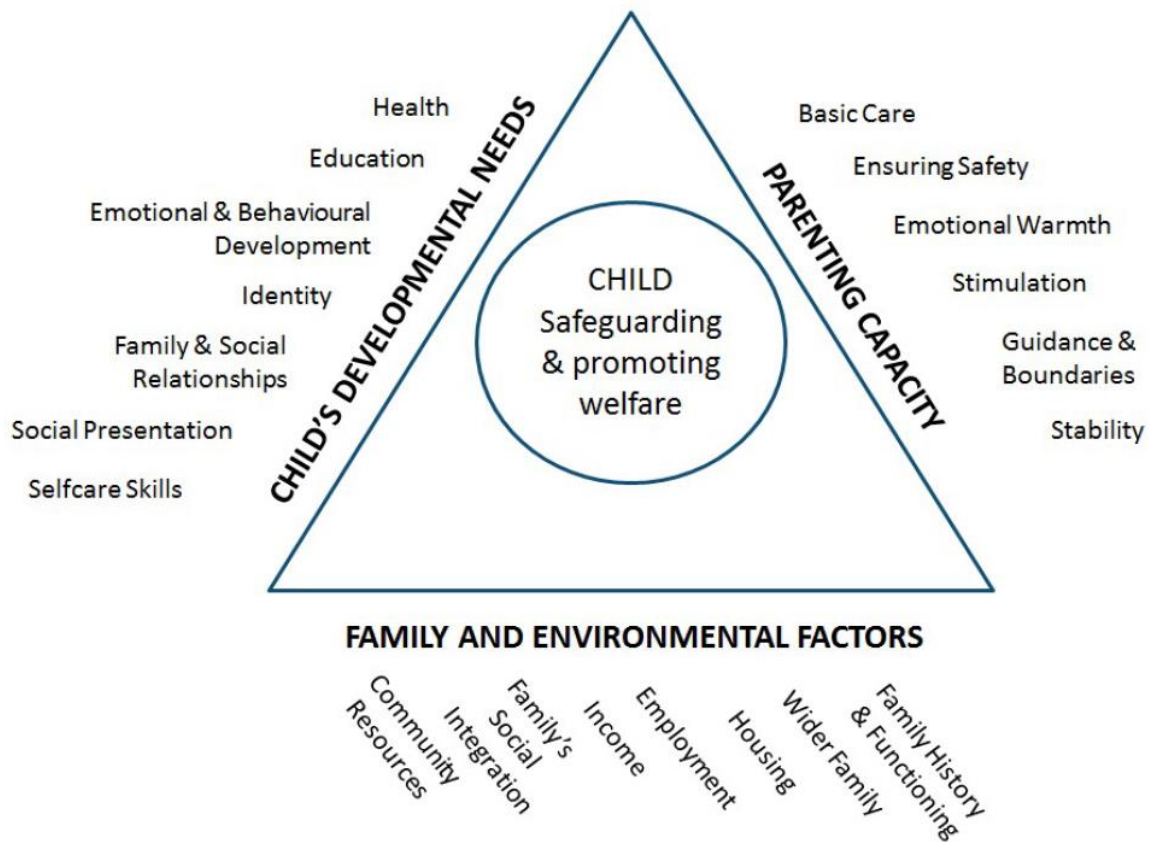 Health
Education
Emotional & Behavioural
Development
Identity
Family & Social
Relationships
Social Presentation
Selfcare Skills
CHILD'S DEVELOPMENTAL NEEDS
CHILD
Safeguarding
& promoting
welfare
PARENTING CAPACITY
Basic Care
Ensuring Safety
Emotional Warmth
Stimulation
Guidance &
Boundaries
Stability
FAMILY AND ENVIRONMENTAL FACTORS
Community
Resources
Family's
Social
Integration
Income
Employment
Housing
Wider Family
Family History
& Functioning